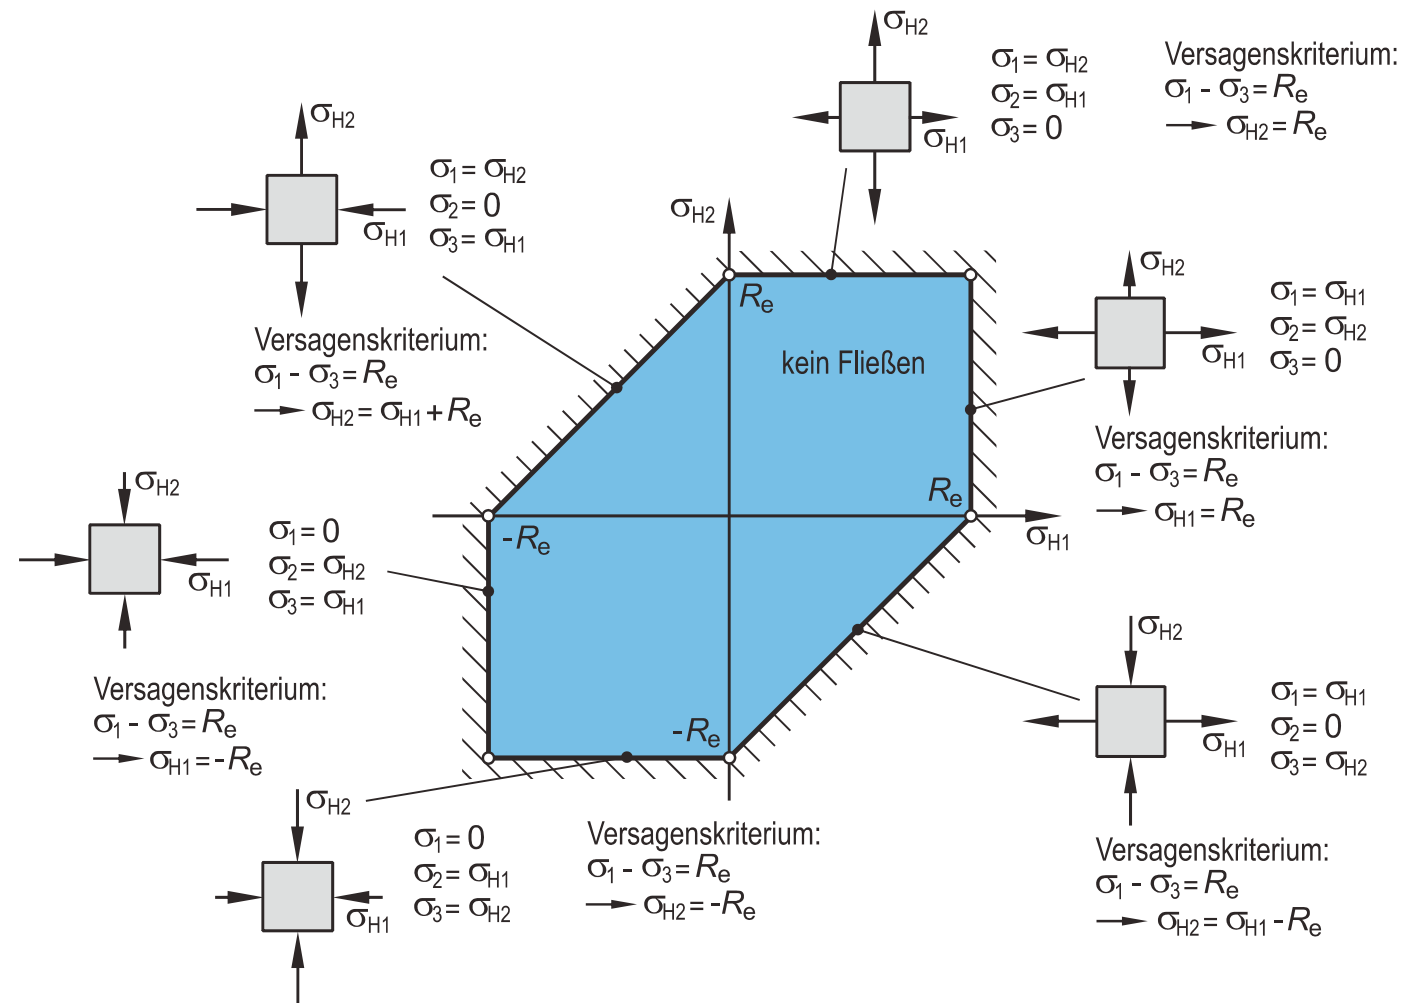 σH2
σH1
σ1 = σH2
σ2 = σH1
σ3 = 0
Versagenskriterium:
σ1 - σ3 = Re
→ σH2 = Re
σH2
σH1
σ1 = σH2
σ2 = 0
σ3 = σH1
Versagenskriterium:
σ1 - σ3 = Re
→ σH2 = σH1 + Re
σH2
Re
kein Fließen
Re
σH1
-Re
-Re
σH2
σH1
σ1 = σH1
σ2 = σH2
σ3 = 0
Versagenskriterium:
σ1 - σ3 = Re
→ σH1 = Re
σH2
σH1
σ1 = 0
σ2 = σH2
σ3 = σH1
Versagenskriterium:
σ1 - σ3 = Re
→ σH1 = -Re
σH2
σH1
σ1 = σH1
σ2 = 0
σ3 = σH2
Versagenskriterium:
σ1 - σ3 = Re
→ σH2 = σH1 - Re
σH2
σH1
σ1 = 0
σ2 = σH1
σ3 = σH2
Versagenskriterium:
σ1 - σ3 = Re
→ σH2 = -Re